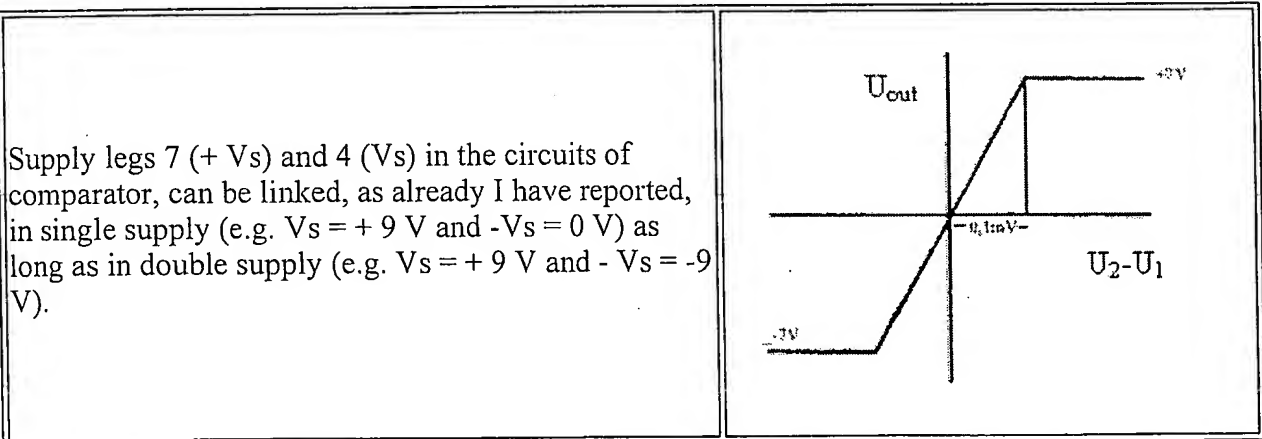 Supply legs 7 (+ Vs) and 4 (Vs) in the circuits of
comparator, can be linked, as already I have reported,
in single supply (e.g. Vs = + 9 V and -Vs = 0 V) as
long as in double supply (e.g. Vs = + 9 V and - Vs = -9
V).
Uout
U2-U1